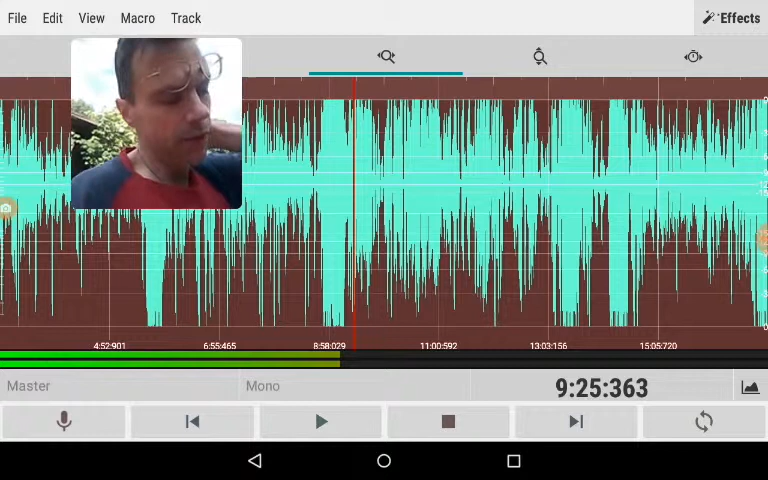 File Edit View Macro Track Effects
4:52:901 6:55:465 8:58:029 11:00:592 13:03:156 15:05:720
Master Mono 9:25:363